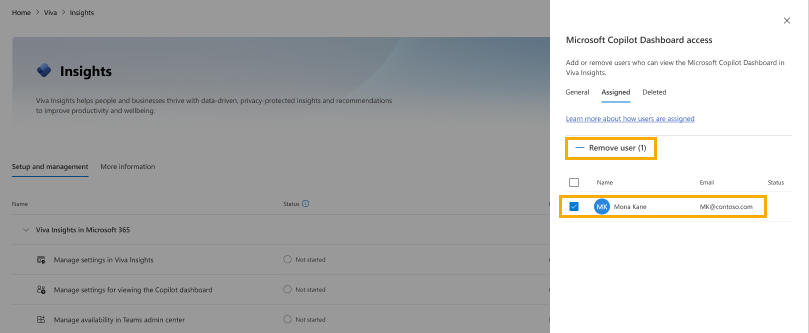 Home > Viva > Insights
Insights
Viva Insights helps people and businesses thrive with data-driven, privacy-protected insights and recommendations
to improve productivity and wellbeing.
Setup and management More information
Name Status
Viva Insights in Microsoft 365
Manage settings in Viva Insights Not started
Manage settings for viewing the Copilot dashboard Not started
Manage availability in Teams admin center Not started
Microsoft Copilot Dashboard access
Add or remove users who can view the Microsoft Copilot Dashboard in
Viva Insights.
General Assigned Deleted
Learn more about how users are assigned
Remove user (1)
Name Email Status
MK Mona Kane MK@contoso.com